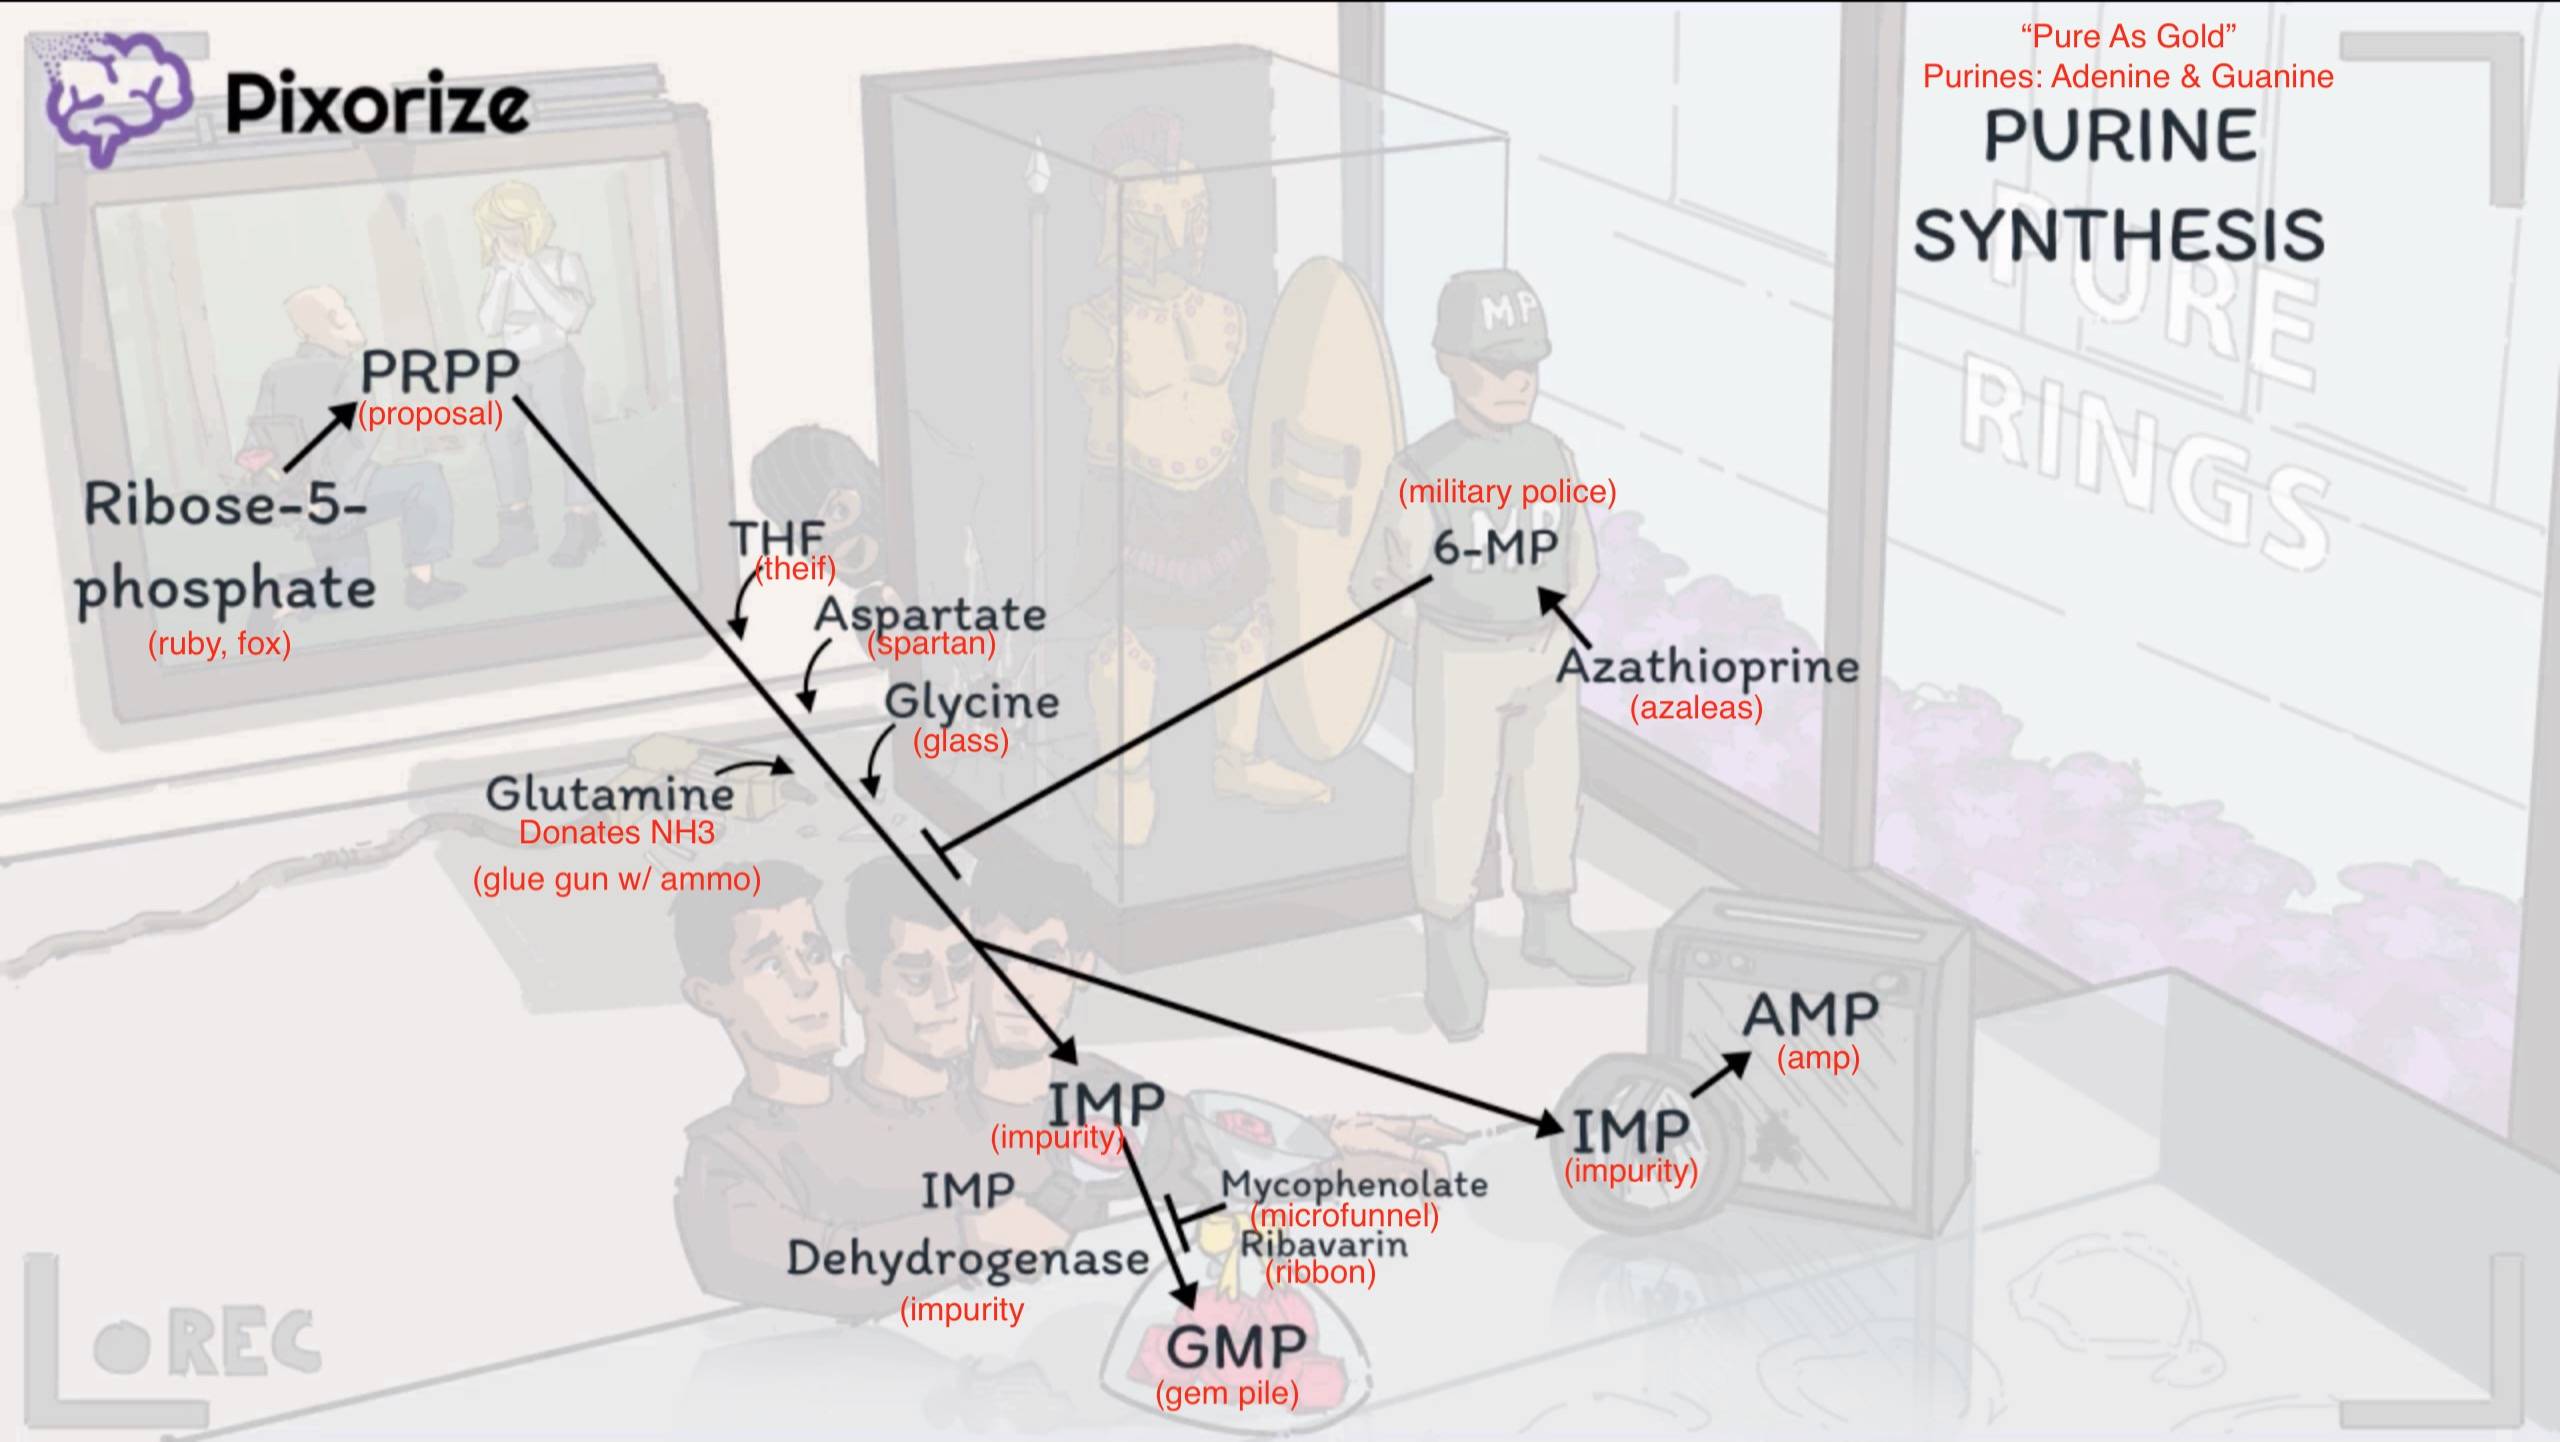 Pixorize
“Pure As Gold”
Purines: Adenine & Guanine
PURINE
SYNTHESIS
PURE
RINGS
MP
PRPP
(proposal)
Ribose-5-
phosphate
(ruby, fox)
THF
(theif)
Aspartate
(spartan)
Glycine
(glass)
Glutamine
Donates NH3
(glue gun w/ ammo)
(military police)
MP
6-MP
Azathioprine
(azaleas)
AMP
(amp)
IMP
(impurity)
IMP
(impurity)
IMP
Dehydrogenase
(impurity
Mycophenolate
(microfunnel)
Ribavarin
(ribbon)
GMP
(gem pile)
REC